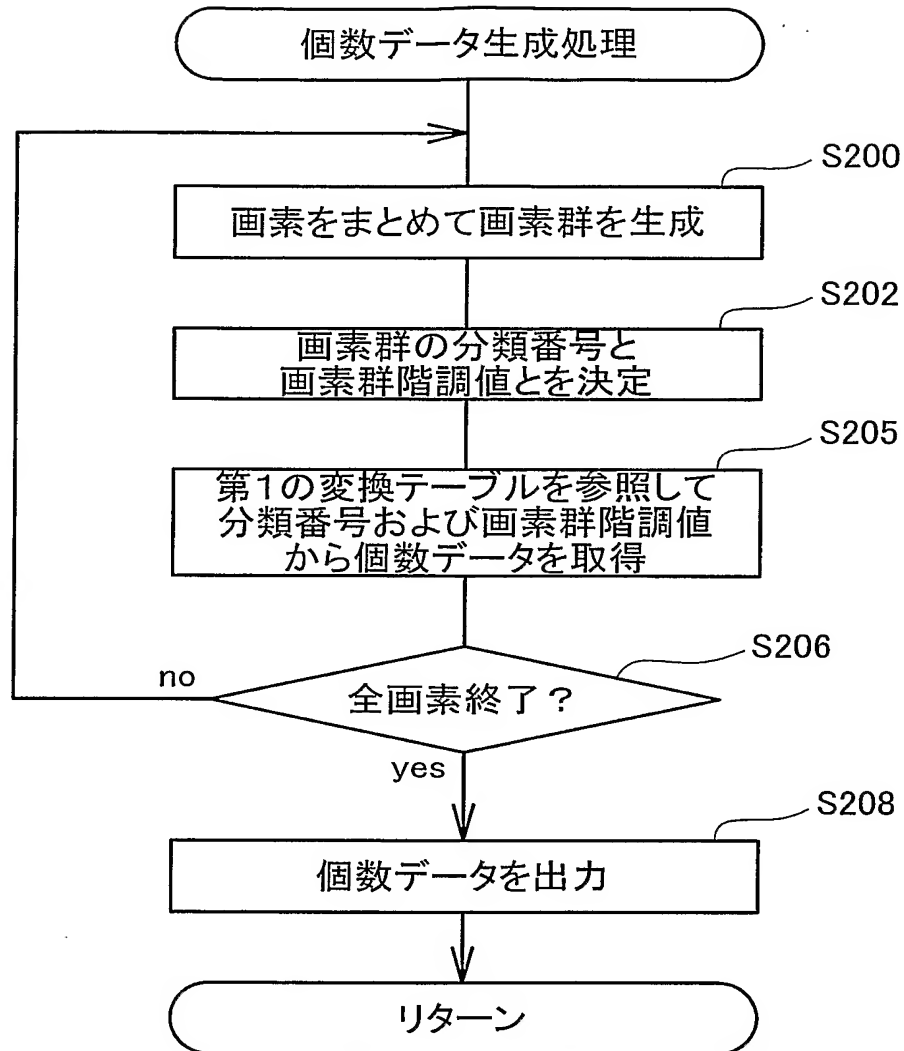 個数データ生成処理
S200
画素をまとめて画素群を生成
S202
画素群の分類番号と
画素群階調値とを決定
S205
第1の変換テーブルを参照して
分類番号および画素群階調値
から個数データを取得
S206
no
全画素終了？
yes
S208
個数データを出力
リターン